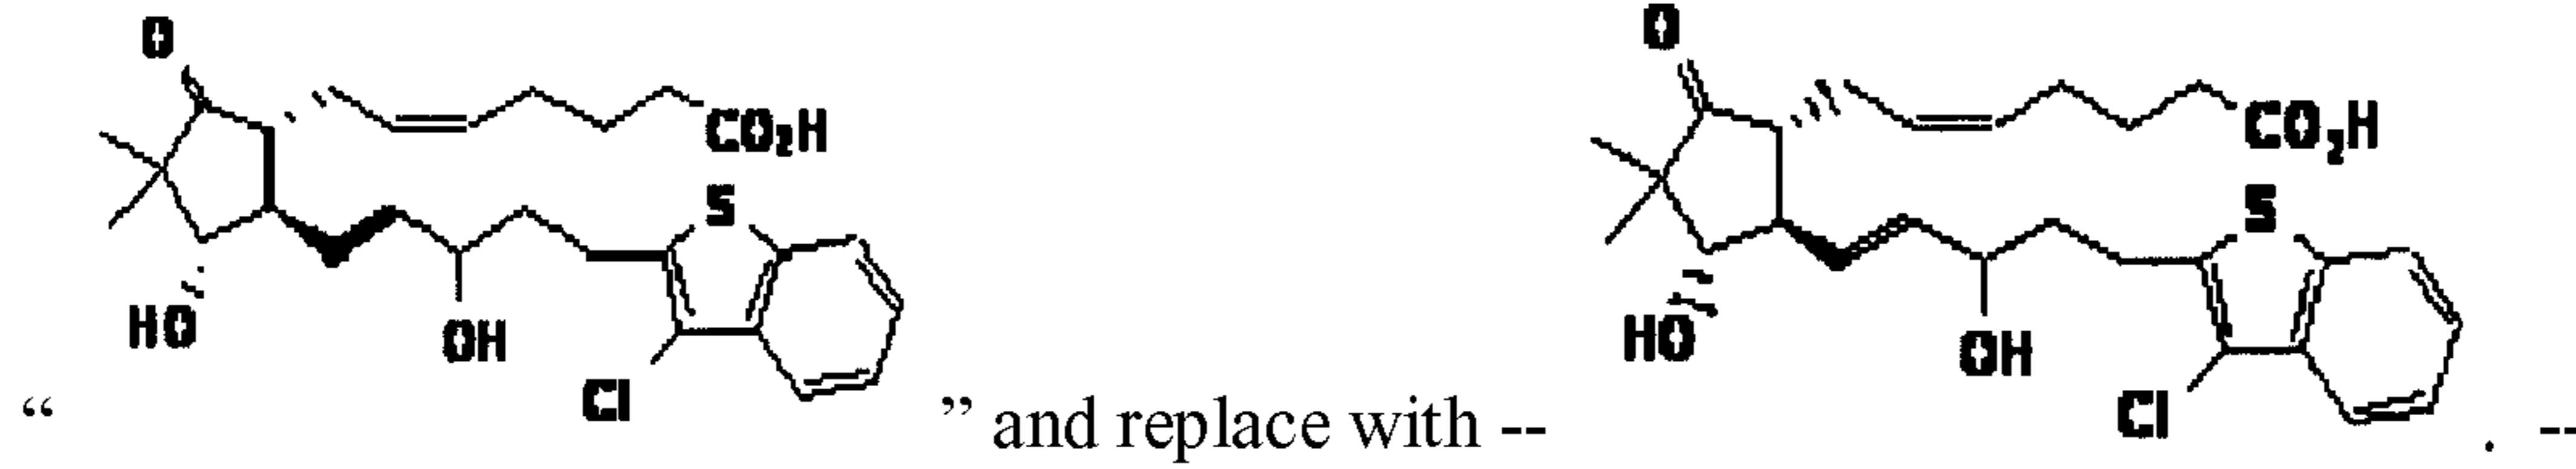 O O
CO₂H CO₂H
S S
HO OH HO OH
Cl Cl
“ ” and replace with -- . --